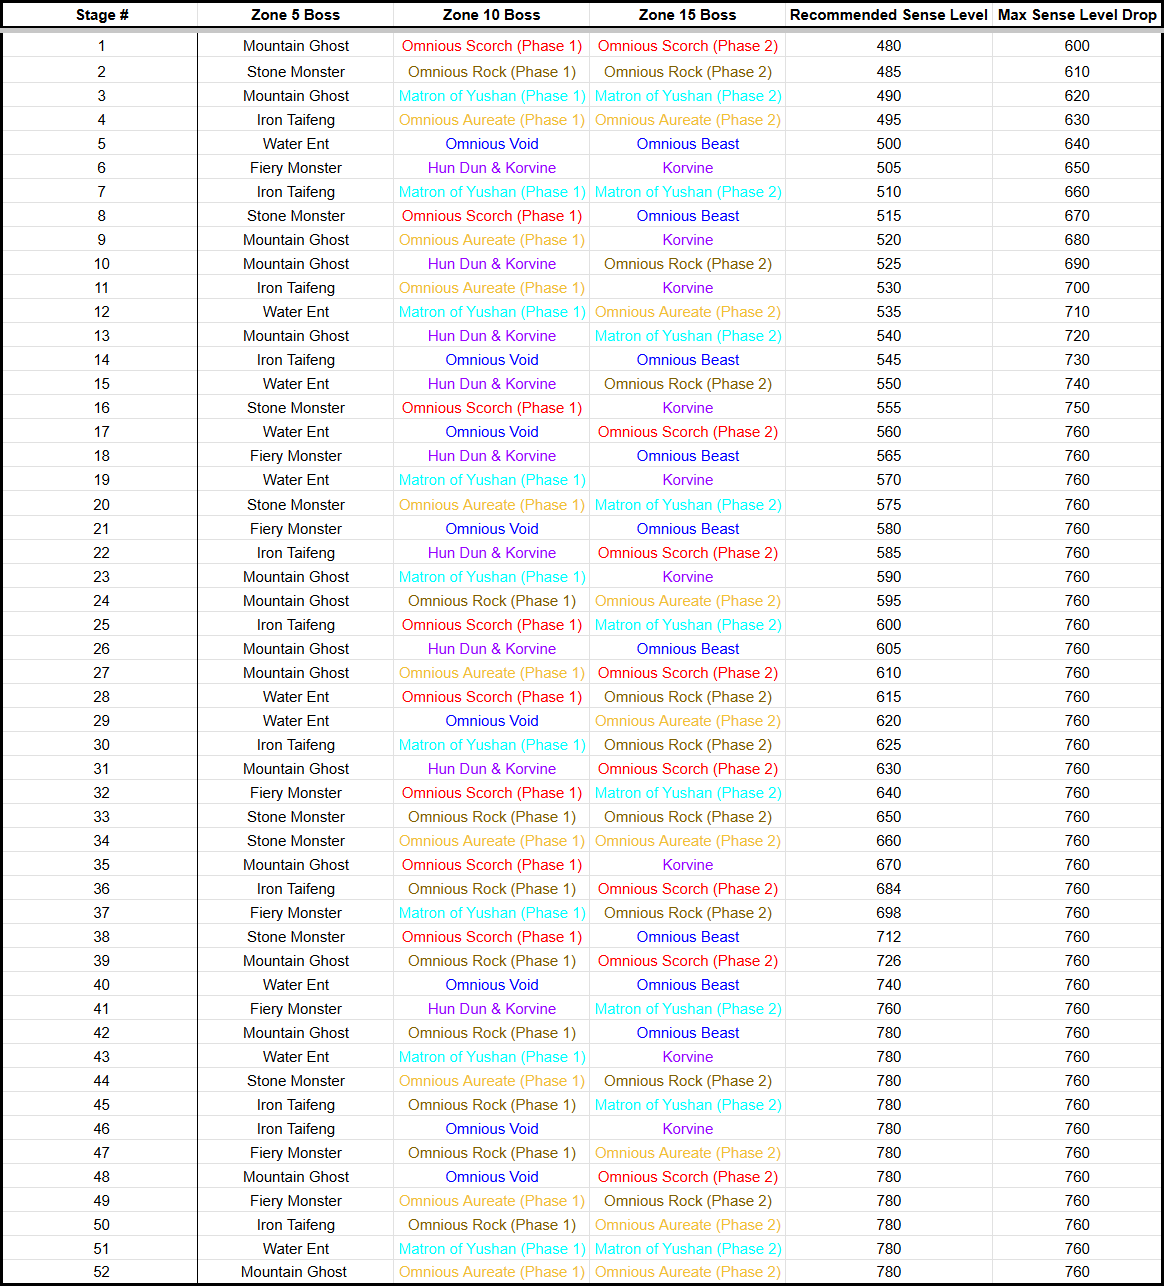 Stage # Zone 5 Boss Zone 10 Boss Zone 15 Boss Recommended Sense Level Max Sense Level Drop
1 Mountain Ghost Omnious Scorch (Phase 1) Omnious Scorch (Phase 2) 480 600
2 Stone Monster Omnious Rock (Phase 1) Omnious Rock (Phase 2) 485 610
3 Mountain Ghost Matron of Yushan (Phase 1) Matron of Yushan (Phase 2) 490 620
4 Iron Taifeng Omnious Aureate (Phase 1) Omnious Aureate (Phase 2) 495 630
5 Water Ent Omnious Void Omnious Beast 500 640
6 Fiery Monster Hun Dun & Korvine Korvine 505 650
7 Iron Taifeng Matron of Yushan (Phase 1) Matron of Yushan (Phase 2) 510 660
8 Stone Monster Omnious Scorch (Phase 1) Omnious Beast 515 670
9 Mountain Ghost Omnious Aureate (Phase 1) Korvine 520 680
10 Mountain Ghost Hun Dun & Korvine Omnious Rock (Phase 2) 525 690
11 Iron Taifeng Omnious Aureate (Phase 1) Korvine 530 700
12 Water Ent Matron of Yushan (Phase 1) Omnious Aureate (Phase 2) 535 710
13 Mountain Ghost Hun Dun & Korvine Matron of Yushan (Phase 2) 540 720
14 Iron Taifeng Omnious Void Omnious Beast 545 730
15 Water Ent Hun Dun & Korvine Omnious Rock (Phase 2) 550 740
16 Stone Monster Omnious Scorch (Phase 1) Korvine 555 750
17 Water Ent Omnious Void Omnious Scorch (Phase 2) 560 760
18 Fiery Monster Hun Dun & Korvine Omnious Beast 565 760
19 Water Ent Matron of Yushan (Phase 1) Korvine 570 760
20 Stone Monster Omnious Aureate (Phase 1) Matron of Yushan (Phase 2) 575 760
21 Fiery Monster Omnious Void Omnious Beast 580 760
22 Iron Taifeng Hun Dun & Korvine Omnious Scorch (Phase 2) 585 760
23 Mountain Ghost Matron of Yushan (Phase 1) Korvine 590 760
24 Mountain Ghost Omnious Rock (Phase 1) Omnious Aureate (Phase 2) 595 760
25 Iron Taifeng Omnious Scorch (Phase 1) Matron of Yushan (Phase 2) 600 760
26 Mountain Ghost Hun Dun & Korvine Omnious Beast 605 760
27 Mountain Ghost Omnious Aureate (Phase 1) Omnious Scorch (Phase 2) 610 760
28 Water Ent Omnious Scorch (Phase 1) Omnious Rock (Phase 2) 615 760
29 Water Ent Omnious Void Omnious Aureate (Phase 2) 620 760
30 Iron Taifeng Matron of Yushan (Phase 1) Omnious Rock (Phase 2) 625 760
31 Mountain Ghost Hun Dun & Korvine Omnious Scorch (Phase 2) 630 760
32 Fiery Monster Omnious Scorch (Phase 1) Matron of Yushan (Phase 2) 640 760
33 Stone Monster Omnious Rock (Phase 1) Omnious Rock (Phase 2) 650 760
34 Stone Monster Omnious Aureate (Phase 1) Omnious Aureate (Phase 2) 660 760
35 Mountain Ghost Omnious Scorch (Phase 1) Korvine 670 760
36 Iron Taifeng Omnious Rock (Phase 1) Omnious Scorch (Phase 2) 684 760
37 Fiery Monster Matron of Yushan (Phase 1) Omnious Rock (Phase 2) 698 760
38 Stone Monster Omnious Scorch (Phase 1) Omnious Beast 712 760
39 Mountain Ghost Omnious Rock (Phase 1) Omnious Scorch (Phase 2) 726 760
40 Water Ent Omnious Void Omnious Beast 740 760
41 Fiery Monster Hun Dun & Korvine Matron of Yushan (Phase 2) 760 760
42 Mountain Ghost Omnious Rock (Phase 1) Omnious Beast 780 760
43 Water Ent Matron of Yushan (Phase 1) Korvine 780 760
44 Stone Monster Omnious Aureate (Phase 1) Omnious Rock (Phase 2) 780 760
45 Iron Taifeng Omnious Rock (Phase 1) Matron of Yushan (Phase 2) 780 760
46 Iron Taifeng Omnious Void Korvine 780 760
47 Fiery Monster Omnious Rock (Phase 1) Omnious Aureate (Phase 2) 780 760
48 Mountain Ghost Omnious Void Omnious Scorch (Phase 2) 780 760
49 Fiery Monster Omnious Aureate (Phase 1) Omnious Rock (Phase 2) 780 760
50 Iron Taifeng Omnious Rock (Phase 1) Omnious Aureate (Phase 2) 780 760
51 Water Ent Matron of Yushan (Phase 1) Matron of Yushan (Phase 2) 780 760
52 Mountain Ghost Omnious Aureate (Phase 1) Omnious Aureate (Phase 2) 780 760